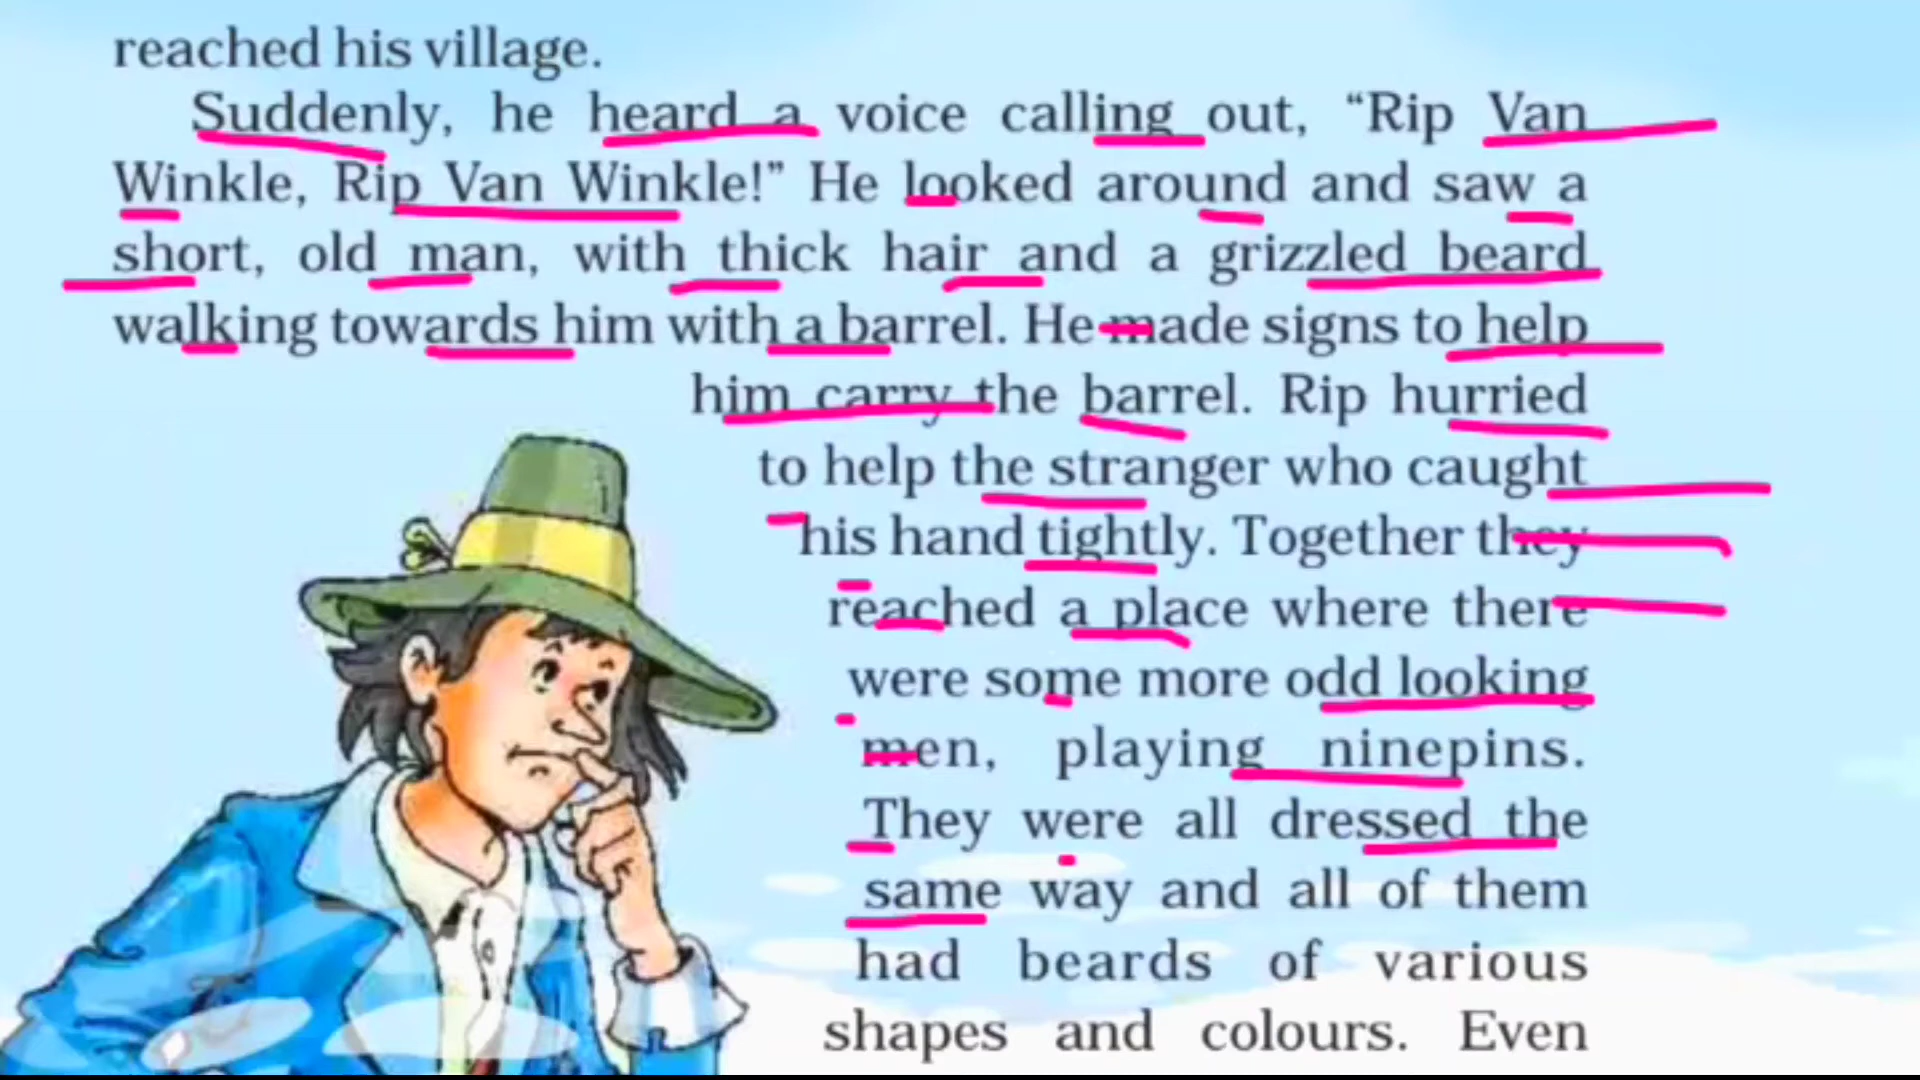 reached his village.
Suddenly, he heard a voice calling out, “Rip Van
Winkle, Rip Van Winkle!” He looked around and saw a
short, old man, with thick hair and a grizzled beard
walking towards him with a barrel. He made signs to help
him carry the barrel. Rip hurried
to help the stranger who caught
his hand tightly. Together they
reached a place where there
were some more odd looking
men, playing ninepins.
They were all dressed the
same way and all of them
had beards of various
shapes and colours. Even